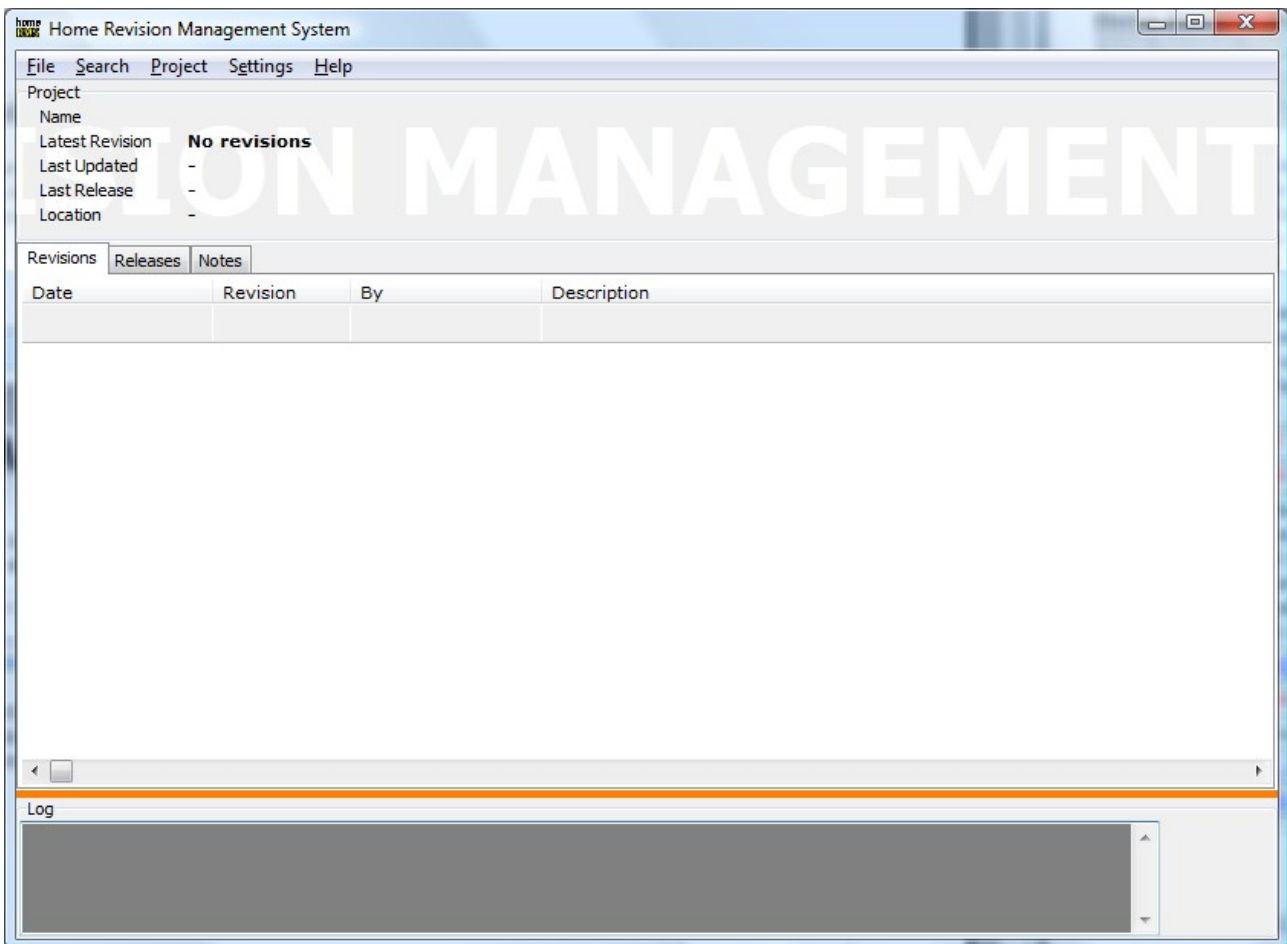 Home Revision Management System
File Search Project Settings Help
Project
Name
Latest Revision No revisions
Last Updated -
Last Release -
Location -
ISION MANAGEMENT
Revisions Releases Notes
Date Revision By Description
Log